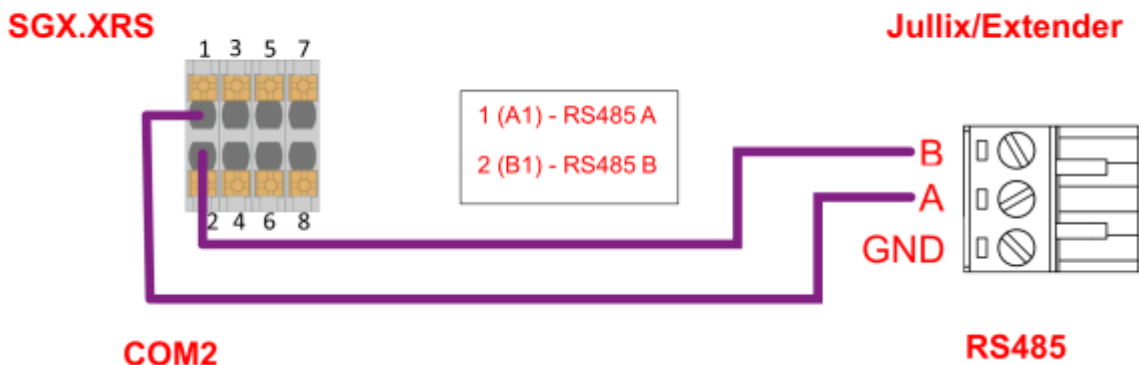 SGX.XRS
Jullix/Extender
1 3 5 7
1 (A1) - RS485 A
2 (B1) - RS485 B
B
A
GND
2 4 6 8
COM2
RS485